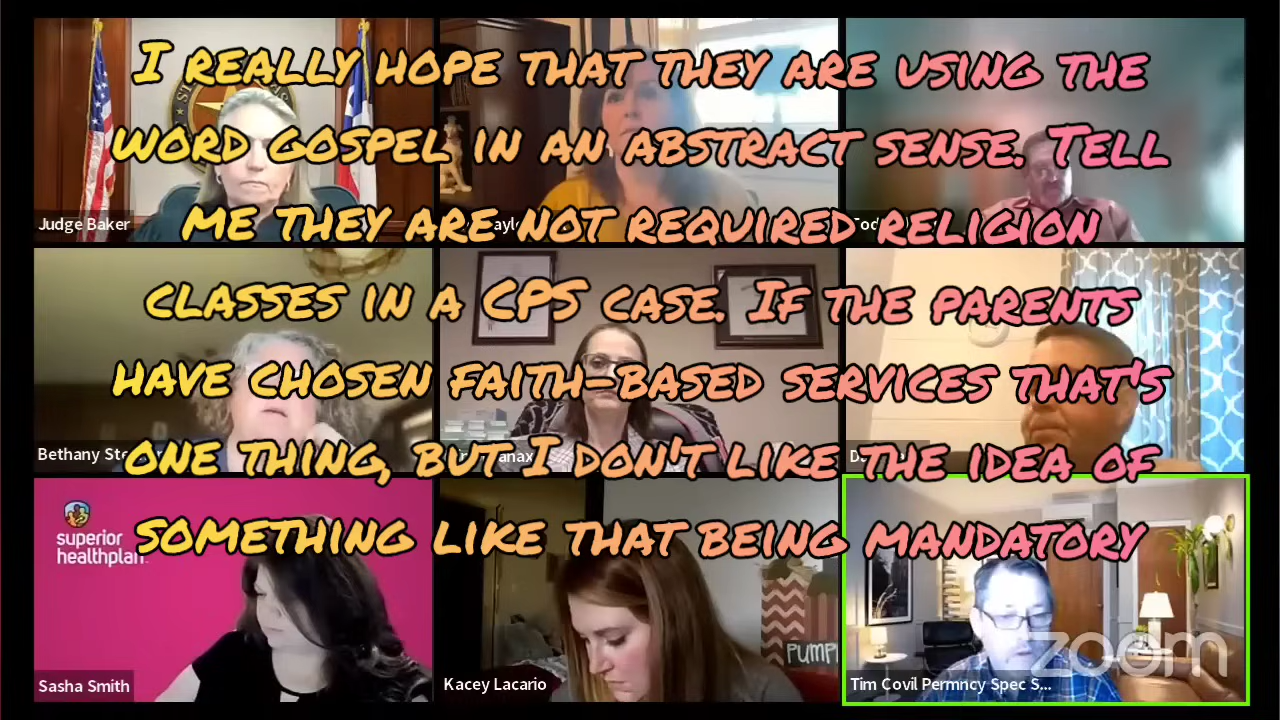 I REALLY HOPE THAT THEY ARE USING THE
WORD GOSPEL IN AN ABSTRACT SENSE. TELL
ME THEY ARE NOT REQUIRED RELIGION
CLASSES IN A CPS CASE. IF THE PARENTS
HAVE CHOSEN FAITH-BASED SERVICES THAT'S
ONE THING, BUT I DON'T LIKE THE IDEA OF
SOMETHING LIKE THAT BEING MANDATORY
Judge Baker
Bethany
superior
healthplan
Sasha Smith
Kacey Lacario
PUMP
Tim Covil Permncy Spec S...
zoom